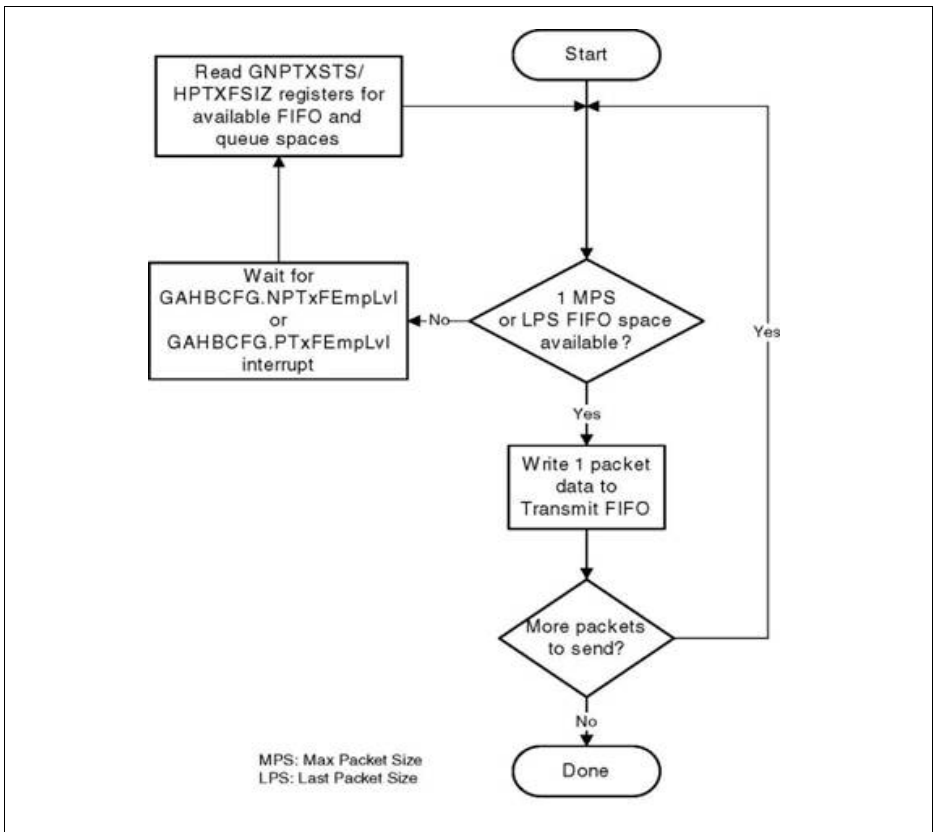 Start
Read GNPTXSTS/
HPTXFSIZ registers for
available FIFO and
queue spaces
Wait for
GAHBCFG.NPTxFEmpLvl
or
GAHBCFG.PTxFEmpLvl
interrupt
No
1 MPS
or LPS FIFO space
available?
Yes
Yes
Write 1 packet
data to
Transmit FIFO
More packets
to send?
No
Done
MPS: Max Packet Size
LPS: Last Packet Size